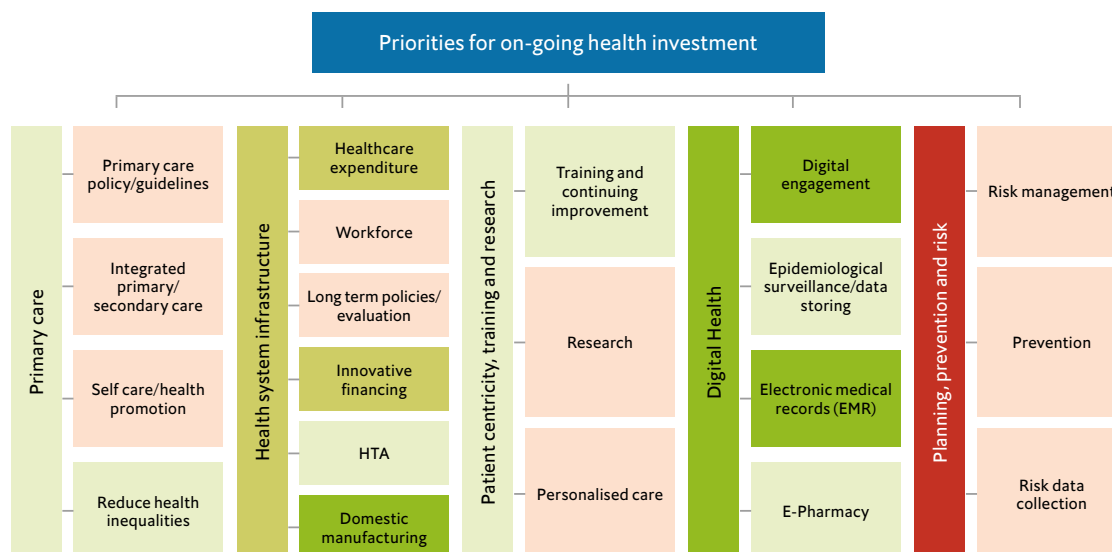 Priorities for on-going health investment
Primary care
Primary care
policy/guidelines
Integrated
primary/
secondary care
Self care/health
promotion
Reduce health
inequalities
Health system infrastructure
Healthcare
expenditure
Workforce
Long term policies/
evaluation
Innovative
financing
HTA
Domestic
manufacturing
Patient centricity, training and research
Training and
continuing
improvement
Research
Personalised care
Digital Health
Digital
engagement
Epidemiological
surveillance/data
storing
Electronic medical
records (EMR)
E-Pharmacy
Planning, prevention and risk
Risk management
Prevention
Risk data
collection